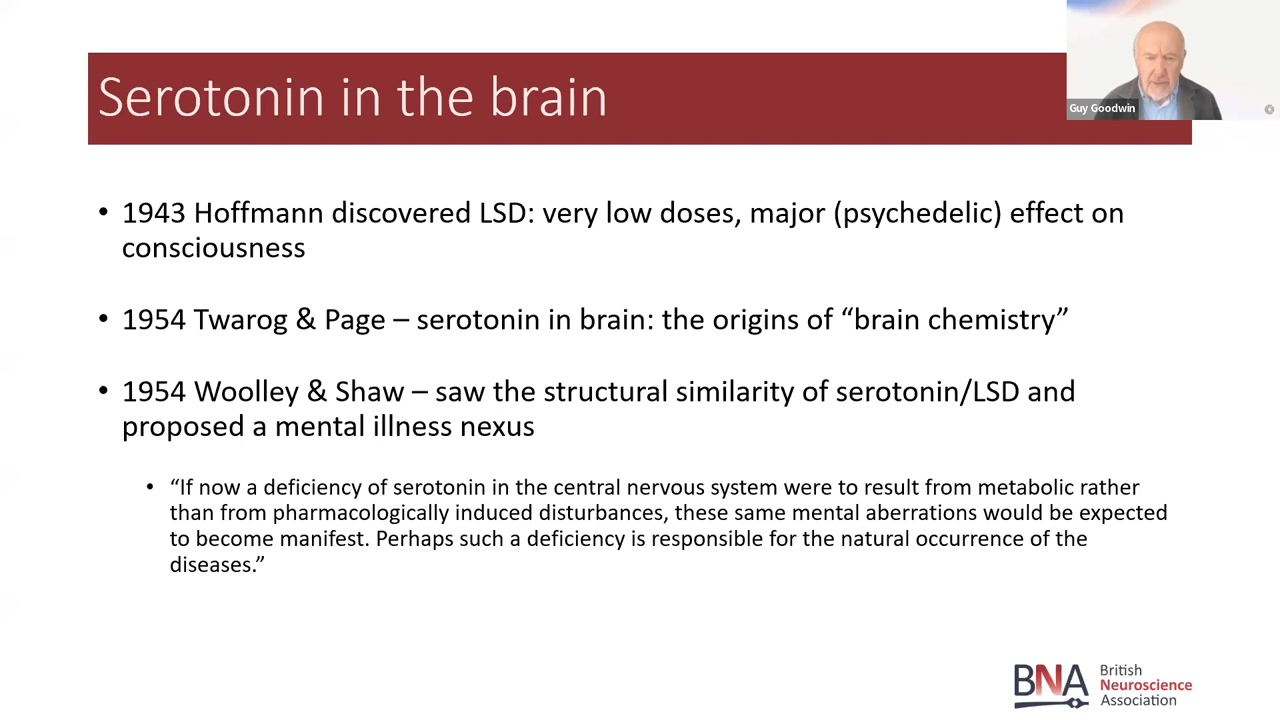 Serotonin in the brain
Guy Goodwin
• 1943 Hoffmann discovered LSD: very low doses, major (psychedelic) effect on
consciousness
• 1954 Twarog & Page – serotonin in brain: the origins of “brain chemistry”
• 1954 Woolley & Shaw – saw the structural similarity of serotonin/LSD and
proposed a mental illness nexus
• “If now a deficiency of serotonin in the central nervous system were to result from metabolic rather
than from pharmacologically induced disturbances, these same mental aberrations would be expected
to become manifest. Perhaps such a deficiency is responsible for the natural occurrence of the
diseases.”
BNA
British
Neuroscience
Association